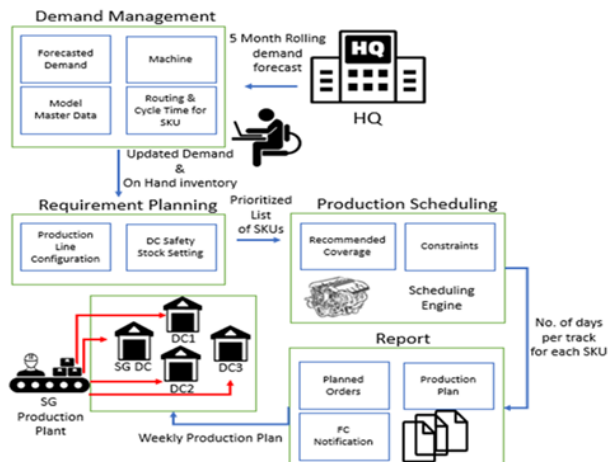 Demand Management
Forecasted
Demand
Machine
Model
Master Data
Routing &
Cycle Time for
SKU
5 Month Rolling
demand
forecast
HQ
HQ
Updated Demand
&
On Hand inventory
Requirement Planning
Production
Line
Configuration
DC Safety
Stock Setting
Prioritized
List
of SKUs
Production Scheduling
Recommended
Coverage
Constraints
Scheduling
Engine
No. of days
per track
for each SKU
Report
Planned
Orders
Production
Plan
FC
Notification
Weekly Production Plan
DC1
SG DC
DC3
DC2
SG
Production
Plant